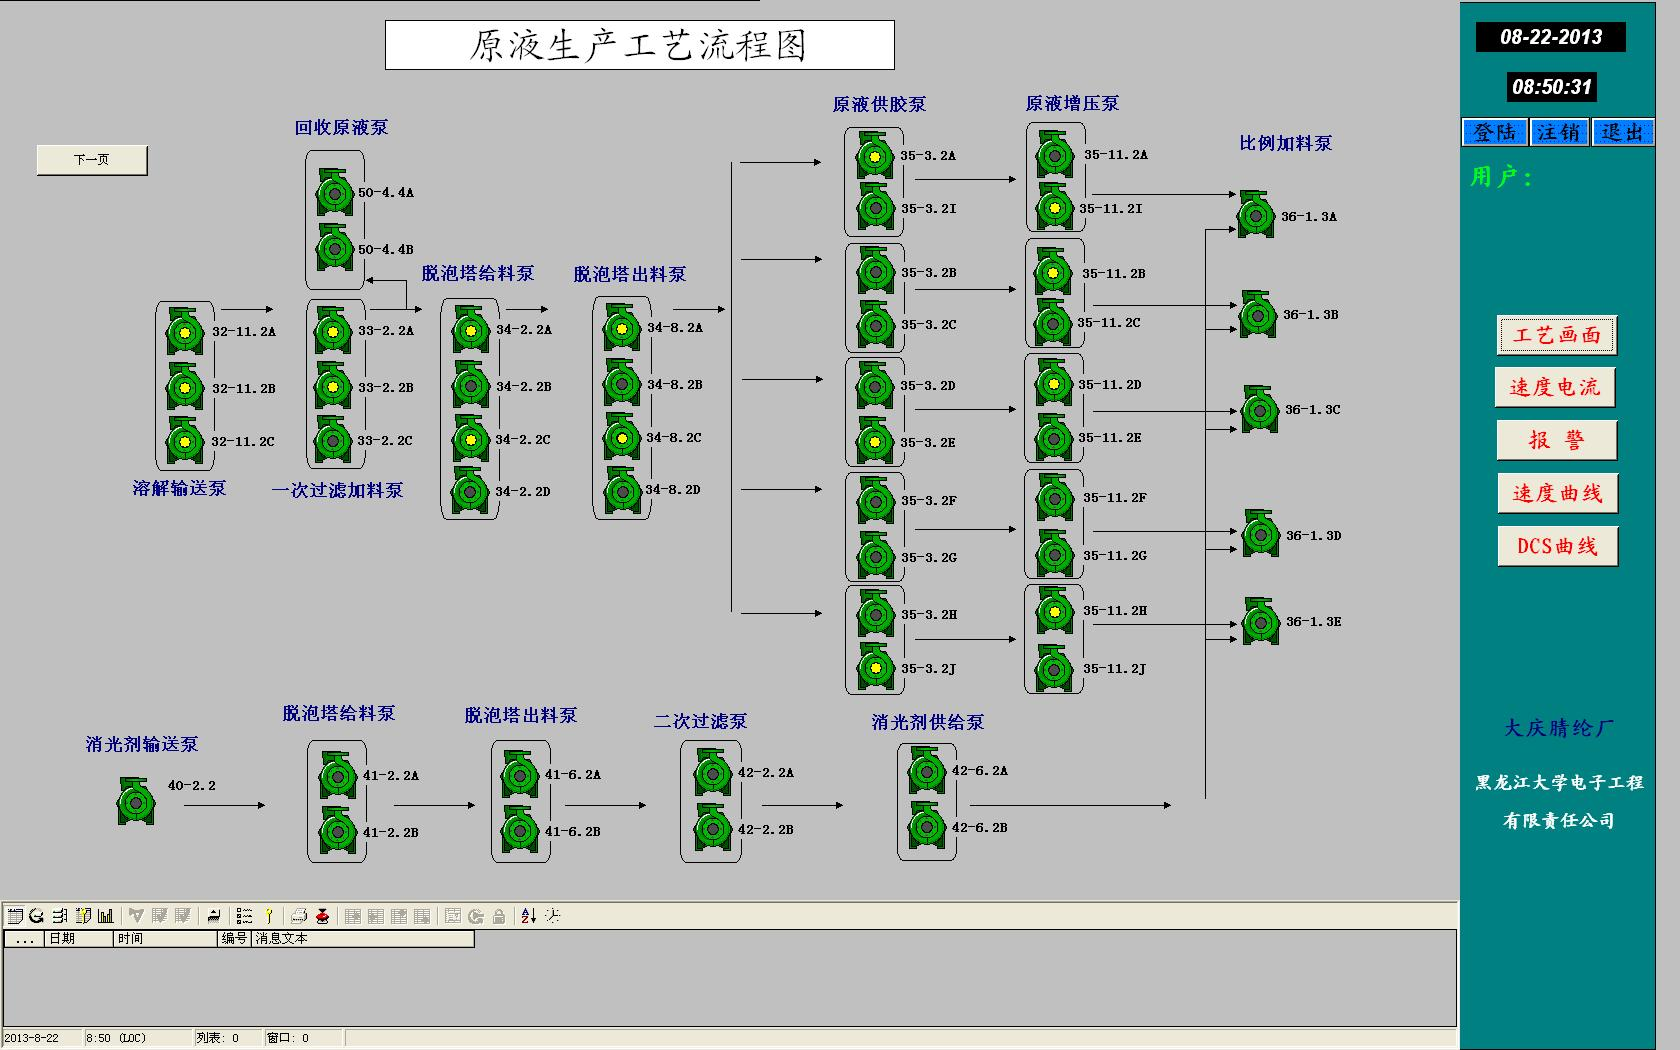 原液生产工艺流程图
下一页
回收原液泵
50-4.4A
50-4.4B
32-11.2A
32-11.2B
32-11.2C
溶解输送泵
33-2.2A
33-2.2B
33-2.2C
一次过滤加料泵
脱泡塔给料泵
34-2.2A
34-2.2B
34-2.2C
34-2.2D
脱泡塔出料泵
34-8.2A
34-8.2B
34-8.2C
34-8.2D
原液供胶泵
35-3.2A
35-3.2I
35-3.2B
35-3.2C
35-3.2D
35-3.2E
35-3.2F
35-3.2G
35-3.2H
35-3.2J
原液增压泵
35-11.2A
35-11.2I
35-11.2B
35-11.2C
35-11.2D
35-11.2E
35-11.2F
35-11.2G
35-11.2H
35-11.2J
比例加料泵
36-1.3A
36-1.3B
36-1.3C
36-1.3D
36-1.3E
消光剂输送泵
40-2.2
脱泡塔给料泵
41-2.2A
41-2.2B
脱泡塔出料泵
41-6.2A
41-6.2B
二次过滤泵
42-2.2A
42-2.2B
消光剂供给泵
42-6.2A
42-6.2B
08-22-2013
08:50:31
登陆 注销 退出
用户:
工艺画面
速度电流
报 警
速度曲线
DCS曲线
大庆腈纶厂
黑龙江大学电子工程
有限责任公司
... 日期 时间 编号 消息文本
2013-8-22 8:50 (LOC) 列表: 0 窗口: 0